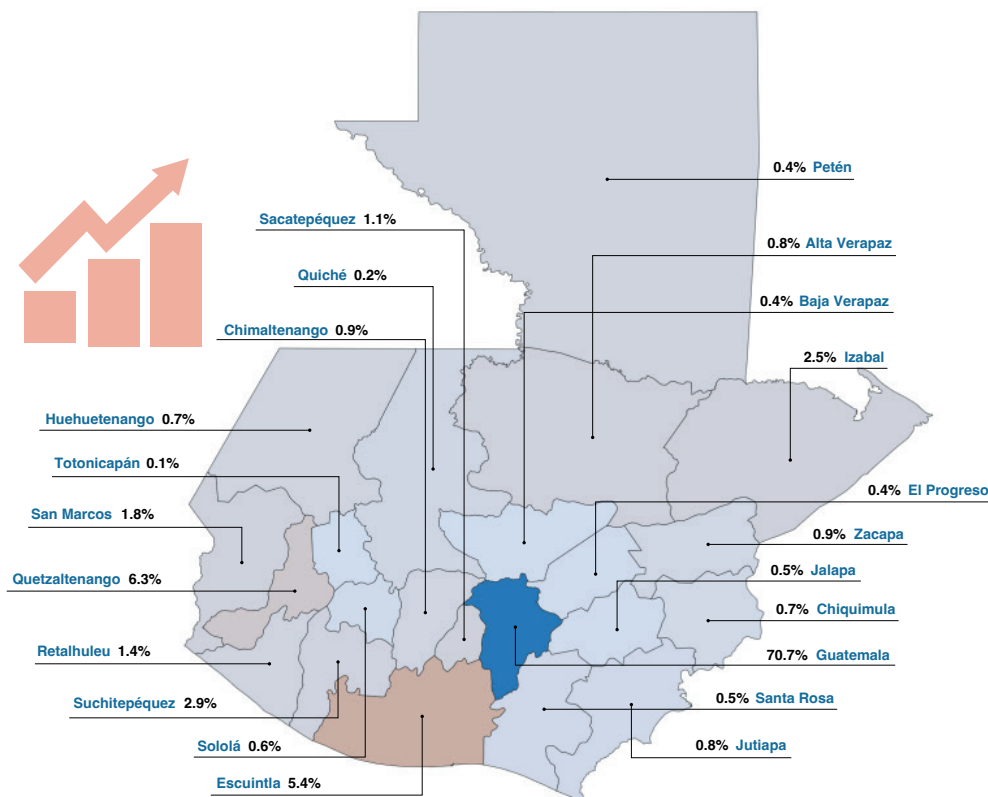 0.4% Petén
Sacatepéquez 1.1%
0.8% Alta Verapaz
Quiché 0.2%
0.4% Baja Verapaz
Chimaltenango 0.9%
2.5% Izabal
Huehuetenango 0.7%
Totonicapán 0.1%
0.4% El Progreso
San Marcos 1.8%
0.9% Zacapa
Quetzaltenango 6.3%
0.5% Jalapa
0.7% Chiquimula
Retalhuleu 1.4%
70.7% Guatemala
Suchitepéquez 2.9%
0.5% Santa Rosa
Sololá 0.6%
0.8% Jutiapa
Escuintla 5.4%